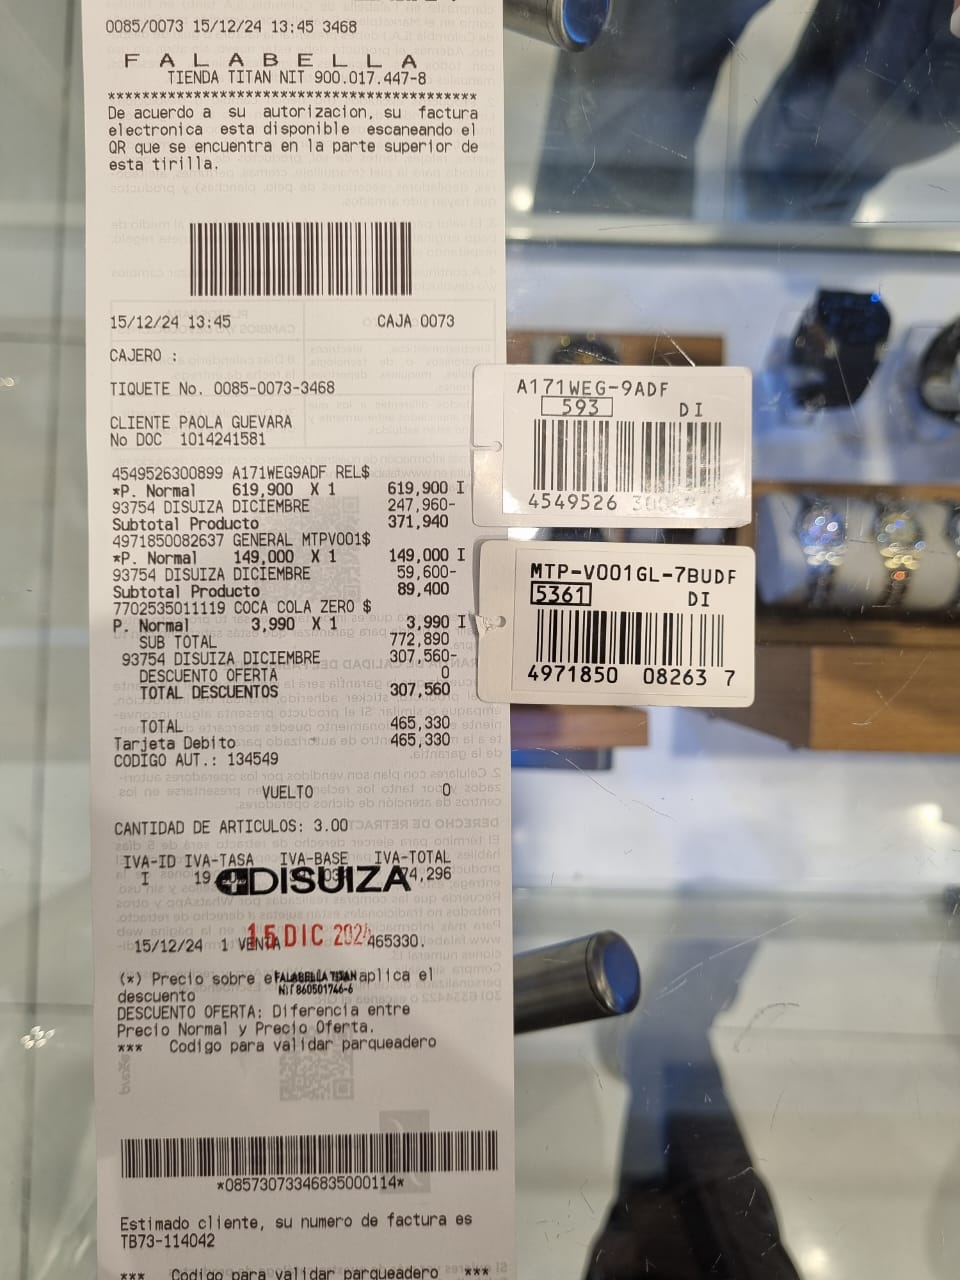 0085/0073 15/12/24 13:45 3468
F A L A B E L L A
TIENDA TITAN NIT 900.017.447-8
********************************************
De acuerdo a su autorizacion, su factura
electronica esta disponible escaneando el
QR que se encuentra en la parte superior de
esta tirilla.
15/12/24 13:45 CAJA 0073
CAJERO :
TIQUETE No. 0085-0073-3468
CLIENTE PAOLA GUEVARA
No DOC 1014241581
4549526300899 A171WEG9ADF REL$
*P. Normal 619,900 X 1 619,900 I
93754 DISUIZA DICIEMBRE 247,960-
Subtotal Producto 371,940
4971850082637 GENERAL MTPV001$
*P. Normal 149,000 X 1 149,000 I
93754 DISUIZA DICIEMBRE 59,600-
Subtotal Producto 89,400
7702535011119 COCA COLA ZERO $
P. Normal 3,990 X 1 3,990 I
SUB TOTAL 772,890
93754 DISUIZA DICIEMBRE 307,560-
DESCUENTO OFERTA 0
TOTAL DESCUENTOS 307,560
TOTAL 465,330
Tarjeta Debito 465,330
CODIGO AUT.: 134549
VUELTO 0
CANTIDAD DE ARTICULOS: 3.00
IVA-ID IVA-TASA IVA-BASE IVA-TOTAL
I 19 74,296
DISUIZA
15 DIC 2024
15/12/24 1 VENTA 465330.
FALABELLA TITAN
Nit 860501746-6
(*) Precio sobre el aplica el
descuento
DESCUENTO OFERTA: Diferencia entre
Precio Normal y Precio Oferta.
*** Codigo para validar parqueadero
*08573073346835000114*
Estimado cliente, su numero de factura es
TB73-114042
*** Codigo para validar parqueadero ***
A171WEG-9ADF
593 DI
4549526
MTP-V001GL-7BUDF
5361 DI
4971850 08263 7